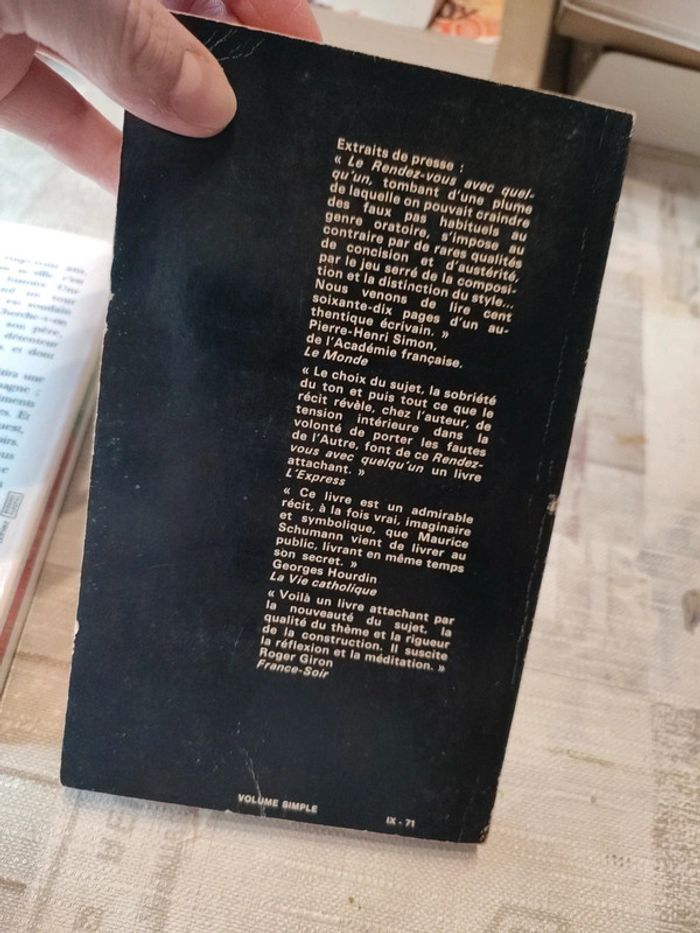 Extraits de presse :
« Le Rendez-vous avec quel-
qu'un, tombant d'une plume
de laquelle on pouvait craindre
des faux pas habituels au
genre oratoire, s'impose au
contraire par de rares qualités
de concision et d'austérité,
par le jeu serré de la composi-
tion et la distinction du style...
Nous venons de lire cent
soixante-dix pages d'un au-
thentique écrivain. »
Pierre-Henri Simon,
de l'Académie française.
Le Monde
« Le choix du sujet, la sobriété
du ton et puis tout ce que le
récit révèle, chez l'auteur, de
tension intérieure dans la
volonté de porter les fautes
de l'Autre, font de ce Rendez-
vous avec quelqu'un un livre
attachant. »
L'Express
« Ce livre est un admirable
récit, à la fois vrai, imaginaire
et symbolique, que Maurice
Schumann vient de livrer au
public, livrant en même temps
son secret. »
Georges Hourdin
La Vie catholique
« Voilà un livre attachant par
la nouveauté du sujet, la
qualité du thème et la rigueur
de la construction. Il suscite
la réflexion et la méditation. »
Roger Giron
France-Soir
VOLUME SIMPLE
IX - 71
son père,
détenteur
et dont